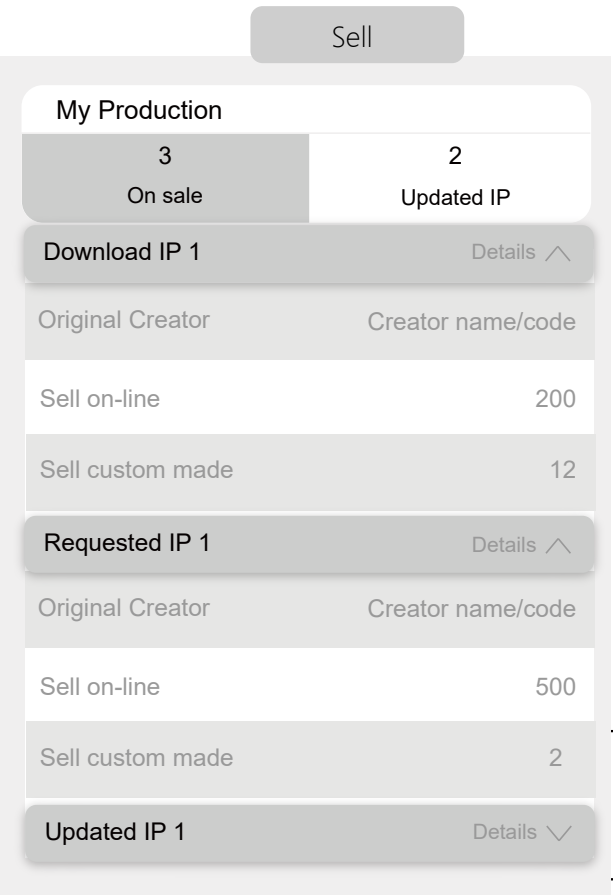 Sell
My Production
3 2
On sale Updated IP
Download IP 1 Details
Original Creator Creator name/code
Sell on-line 200
Sell custom made 12
Requested IP 1 Details
Original Creator Creator name/code
Sell on-line 500
Sell custom made 2
Updated IP 1 Details